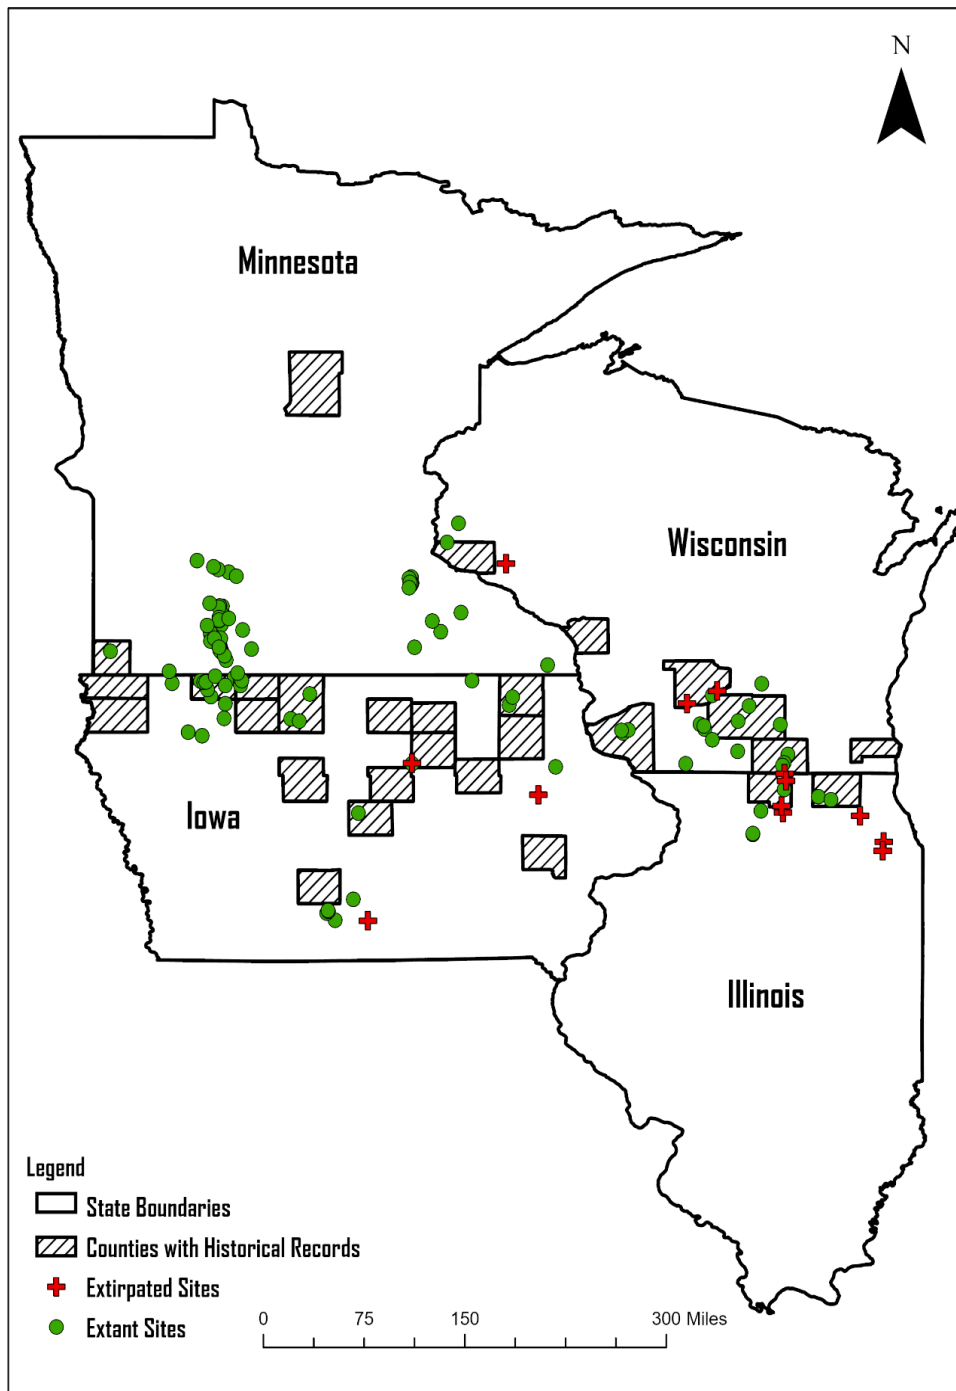 N
Minnesota
Wisconsin
Iowa
Illinois
Legend
State Boundaries
Counties with Historical Records
Extirpated Sites
Extant Sites
0 75 150 300 Miles